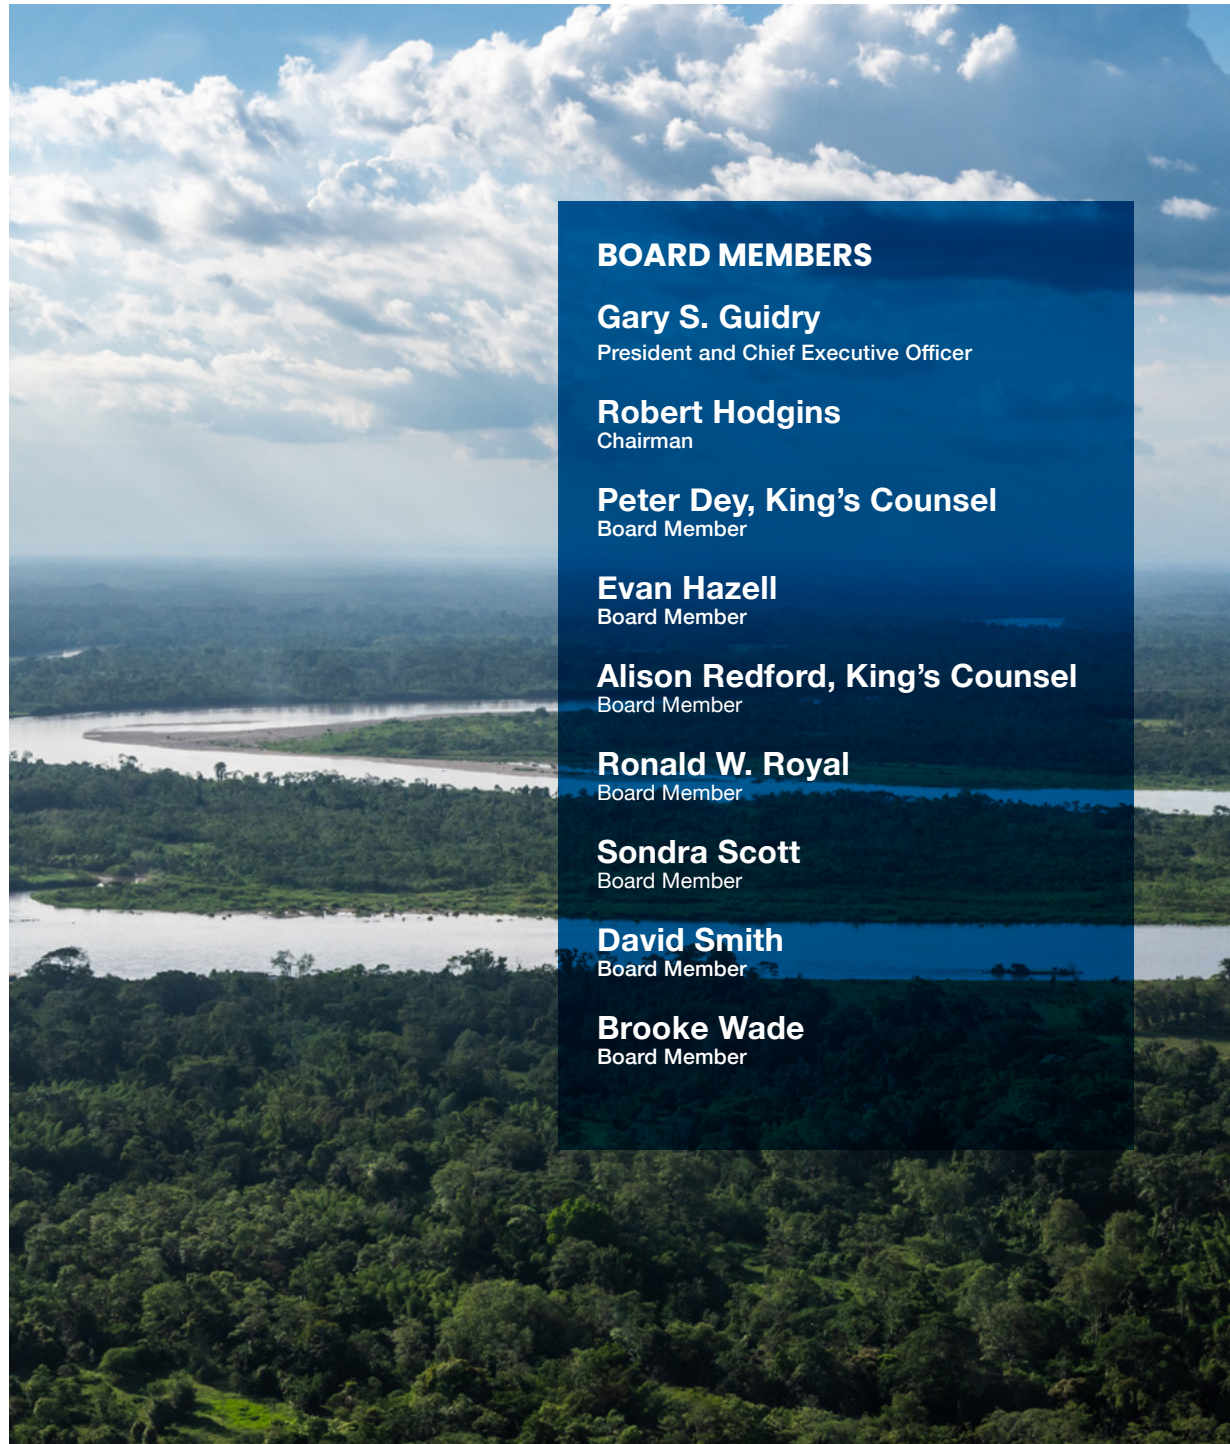 BOARD MEMBERS
Gary S. Guidry
President and Chief Executive Officer
Robert Hodgins
Chairman
Peter Dey, King’s Counsel
Board Member
Evan Hazell
Board Member
Alison Redford, King’s Counsel
Board Member
Ronald W. Royal
Board Member
Sondra Scott
Board Member
David Smith
Board Member
Brooke Wade
Board Member